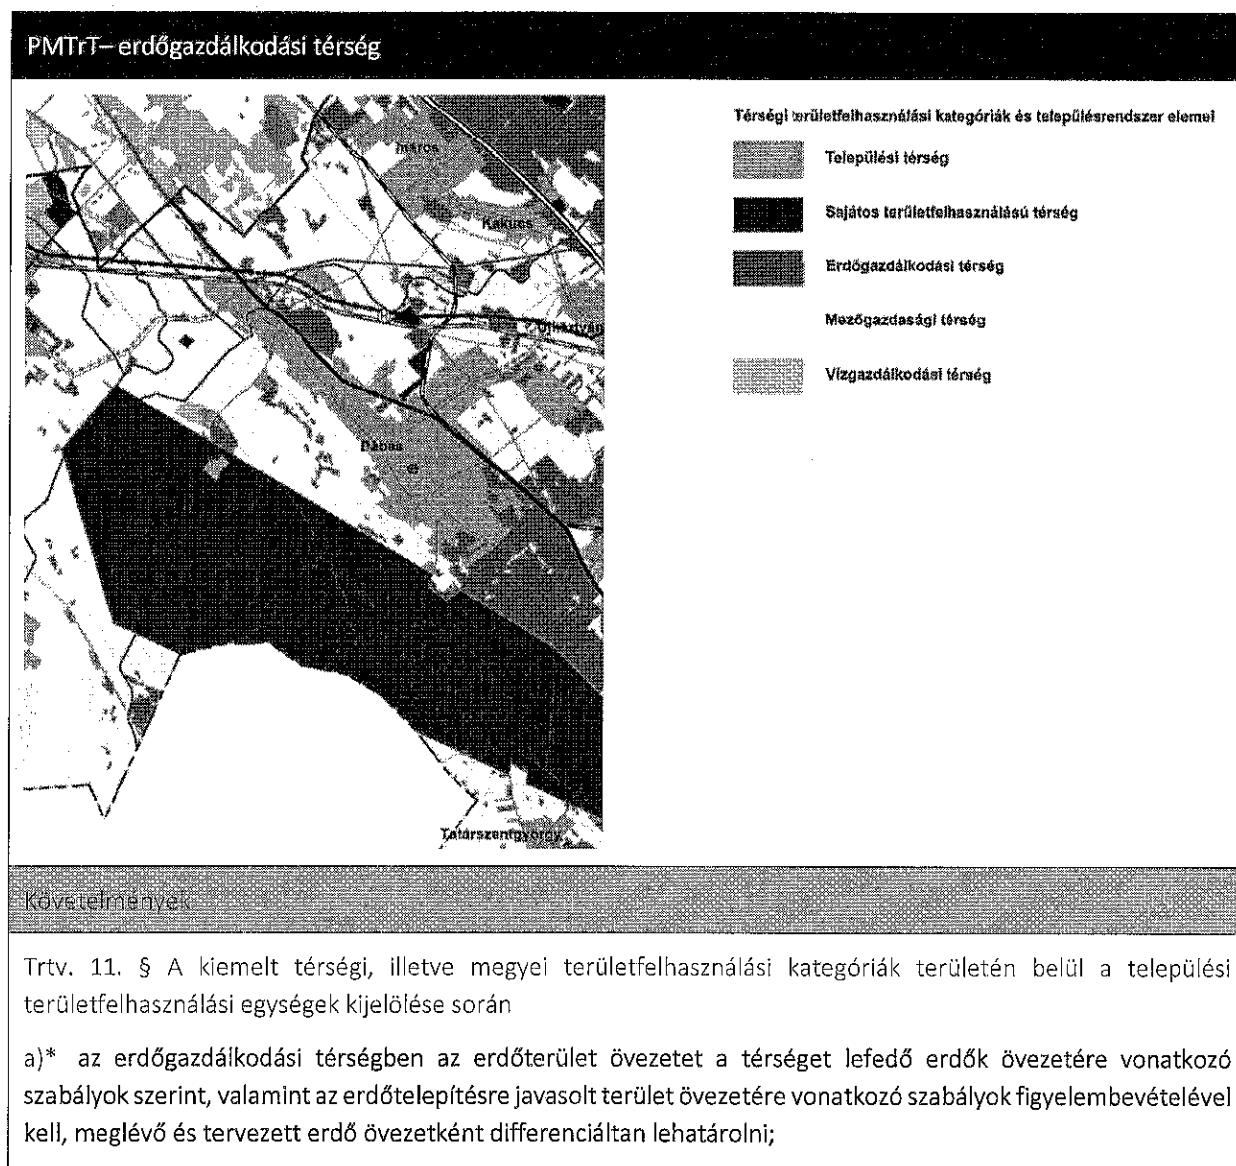 PMTrT– erdőgazdálkodási térség
Térségi területfelhasználási kategóriák és településrendszer elemei
Települési térség
Sajátos területfelhasználású térség
Erdőgazdálkodási térség
Mezőgazdasági térség
Vízgazdálkodási térség
Inárcs
Kakucs
Újhartyán
Dabas
Tatárszentgyörgy
Követelmények
Trtv. 11. § A kiemelt térségi, illetve megyei területfelhasználási kategóriák területén belül a települési
területfelhasználási egységek kijelölése során
a)* az erdőgazdálkodási térségben az erdőterület övezetet a térséget lefedő erdők övezetére vonatkozó
szabályok szerint, valamint az erdőtelepítésre javasolt terület övezetére vonatkozó szabályok figyelembevételével
kell, meglévő és tervezett erdő övezetként differenciáltan lehatárolni;